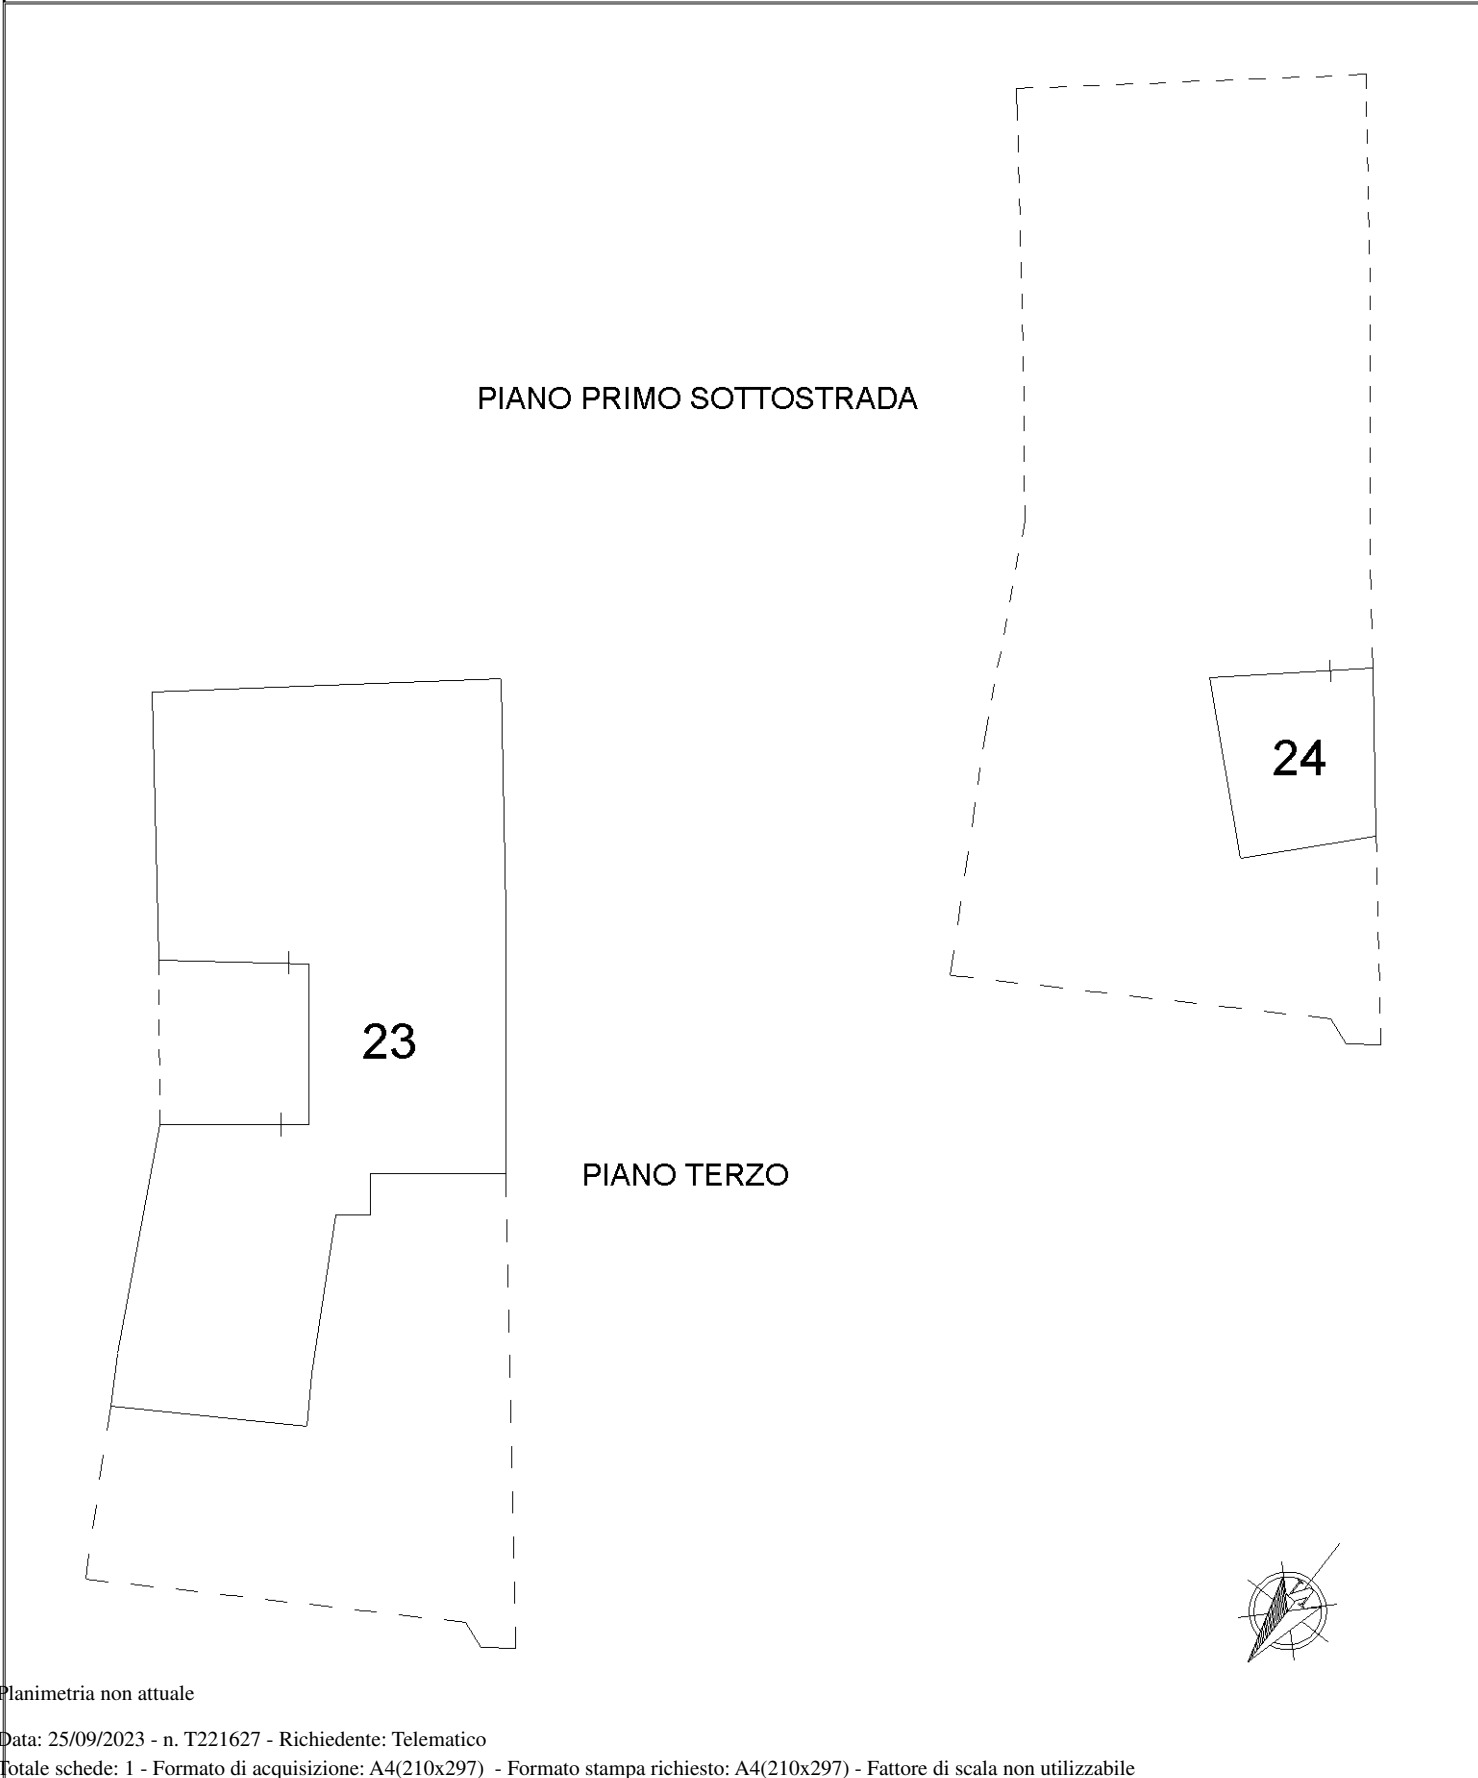 PIANO PRIMO SOTTOSTRADA
24
23
PIANO TERZO
N
Planimetria non attuale
Data: 25/09/2023 - n. T221627 - Richiedente: Telematico
Totale schede: 1 - Formato di acquisizione: A4(210x297) - Formato stampa richiesto: A4(210x297) - Fattore di scala non utilizzabile